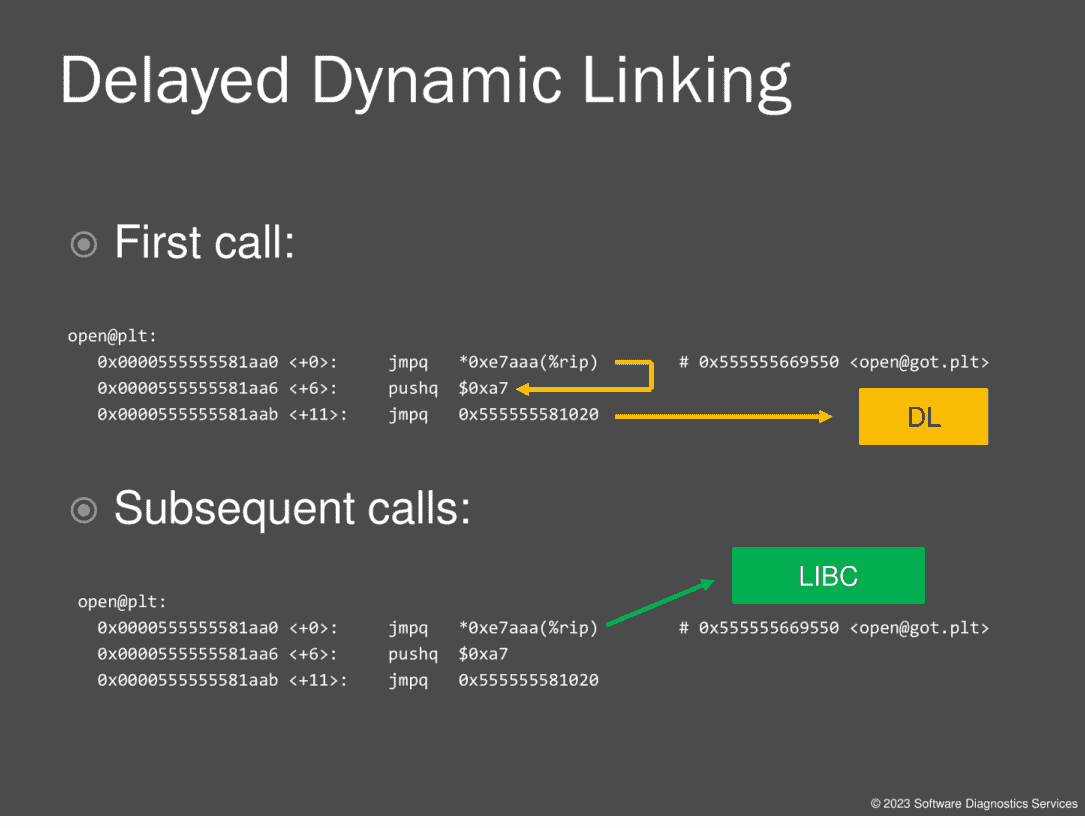 Delayed Dynamic Linking
First call:
open@plt:
0x0000555555581aa0 <+0>: jmpq *0xe7aaa(%rip) # 0x555555669550 <open@got.plt>
0x0000555555581aa6 <+6>: pushq $0xa7
0x0000555555581aab <+11>: jmpq 0x555555581020
DL
Subsequent calls:
LIBC
open@plt:
0x0000555555581aa0 <+0>: jmpq *0xe7aaa(%rip) # 0x555555669550 <open@got.plt>
0x0000555555581aa6 <+6>: pushq $0xa7
0x0000555555581aab <+11>: jmpq 0x555555581020
© 2023 Software Diagnostics Services